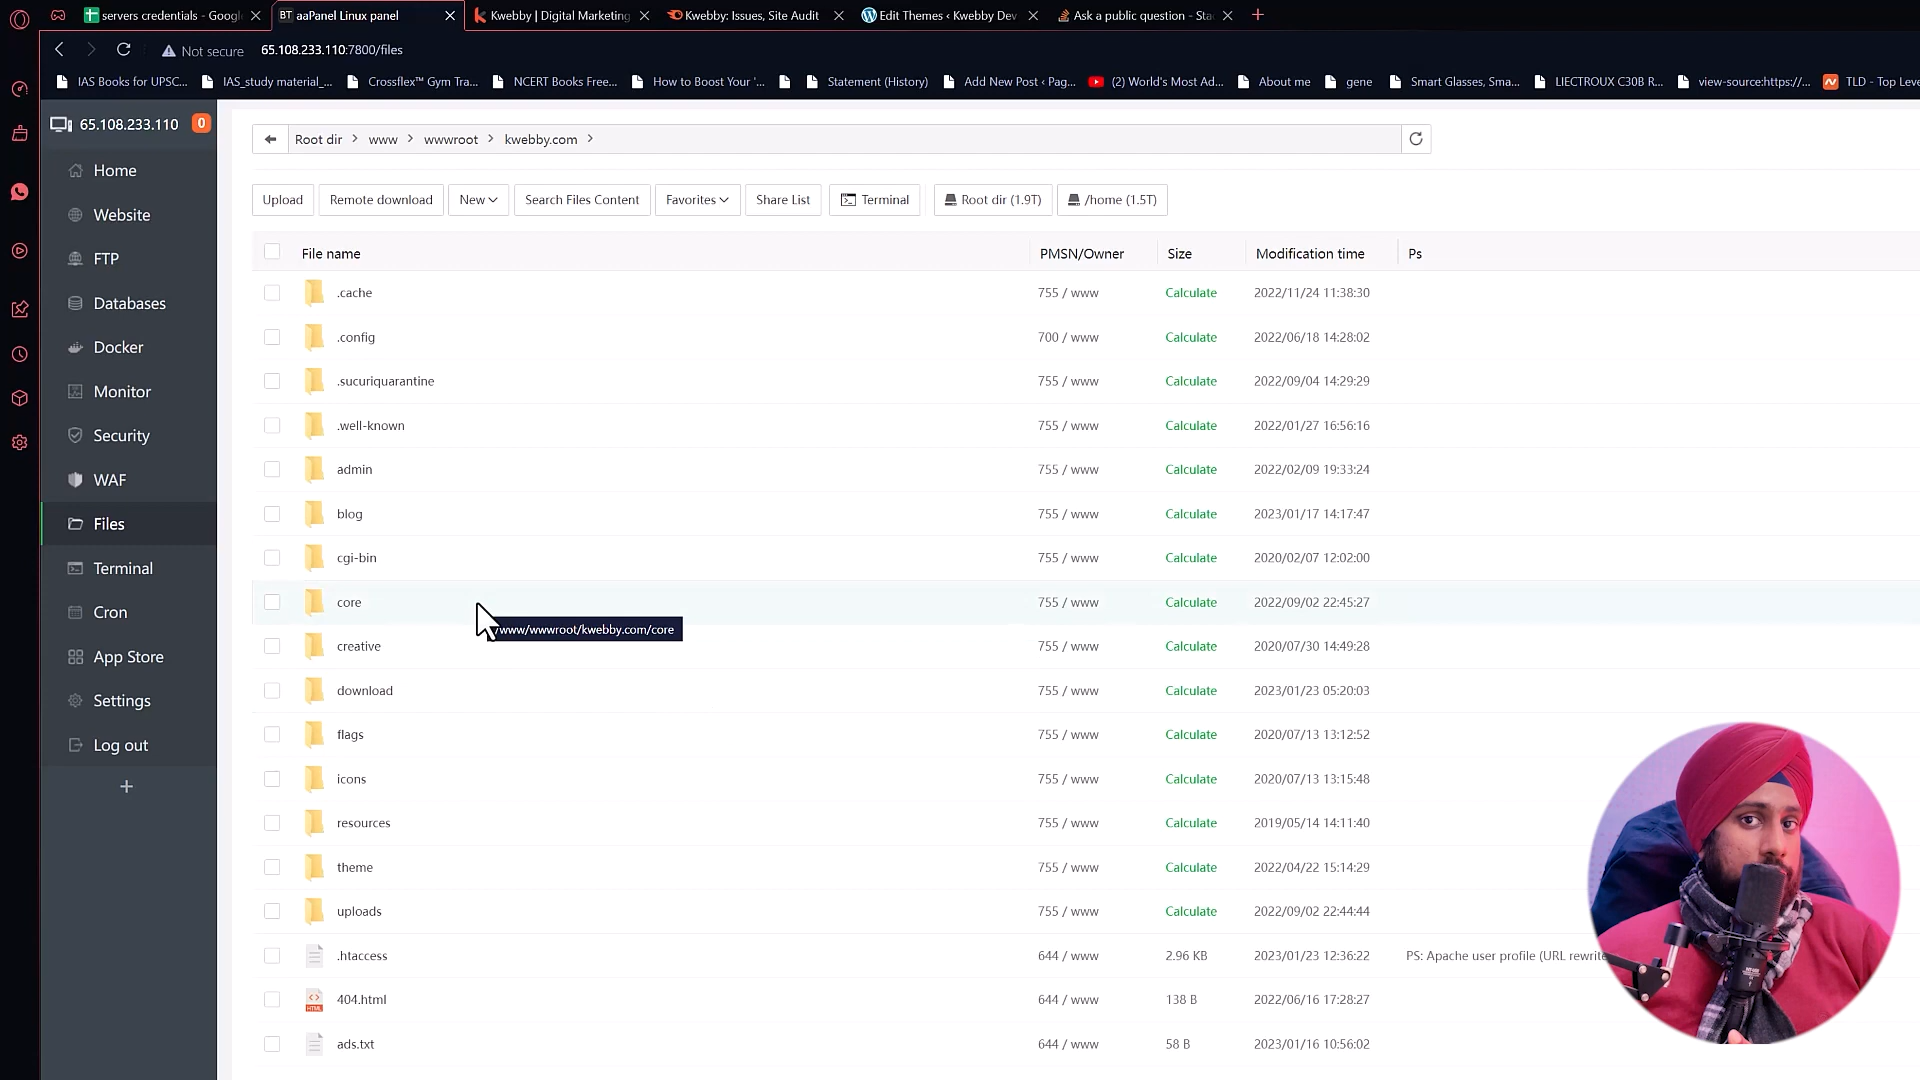 servers credentials - Google
aaPanel Linux panel
Kwebby | Digital Marketing
Kwebby: Issues, Site Audit
Edit Themes ‹ Kwebby Dev
Ask a public question - Sta
Not secure
65.108.233.110:7800/files
IAS Books for UPSC...
IAS_study material_...
Crossflex™ Gym Tra...
NCERT Books Free...
How to Boost Your '...
Statement (History)
Add New Post ‹ Pag...
(2) World's Most Ad...
About me
gene
Smart Glasses, Sma...
LIECTROUX C30B R...
view-source:https://...
TLD - Top Leve
65.108.233.110
0
Root dir > www > wwwroot > kwebby.com >
Home
Website
FTP
Databases
Docker
Monitor
Security
WAF
Files
Terminal
Cron
App Store
Settings
Log out
+
Upload
Remote download
New
Search Files Content
Favorites
Share List
Terminal
Root dir (1.9T)
/home (1.5T)
File name PMSN/Owner Size Modification time Ps
.cache 755 / www Calculate 2022/11/24 11:38:30
.config 700 / www Calculate 2022/06/18 14:28:02
.sucuriquarantine 755 / www Calculate 2022/09/04 14:29:29
.well-known 755 / www Calculate 2022/01/27 16:56:16
admin 755 / www Calculate 2022/02/09 19:33:24
blog 755 / www Calculate 2023/01/17 14:17:47
cgi-bin 755 / www Calculate 2020/02/07 12:02:00
core 755 / www Calculate 2022/09/02 22:45:27
/www/wwwroot/kwebby.com/core
creative 755 / www Calculate 2020/07/30 14:49:28
download 755 / www Calculate 2023/01/23 05:20:03
flags 755 / www Calculate 2020/07/13 13:12:52
icons 755 / www Calculate 2020/07/13 13:15:48
resources 755 / www Calculate 2019/05/14 14:11:40
theme 755 / www Calculate 2022/04/22 15:14:29
uploads 755 / www Calculate 2022/09/02 22:44:44
.htaccess 644 / www 2.96 KB 2023/01/23 12:36:22 PS: Apache user profile (URL rewrite
404.html 644 / www 138 B 2022/06/16 17:28:27
ads.txt 644 / www 58 B 2023/01/16 10:56:02